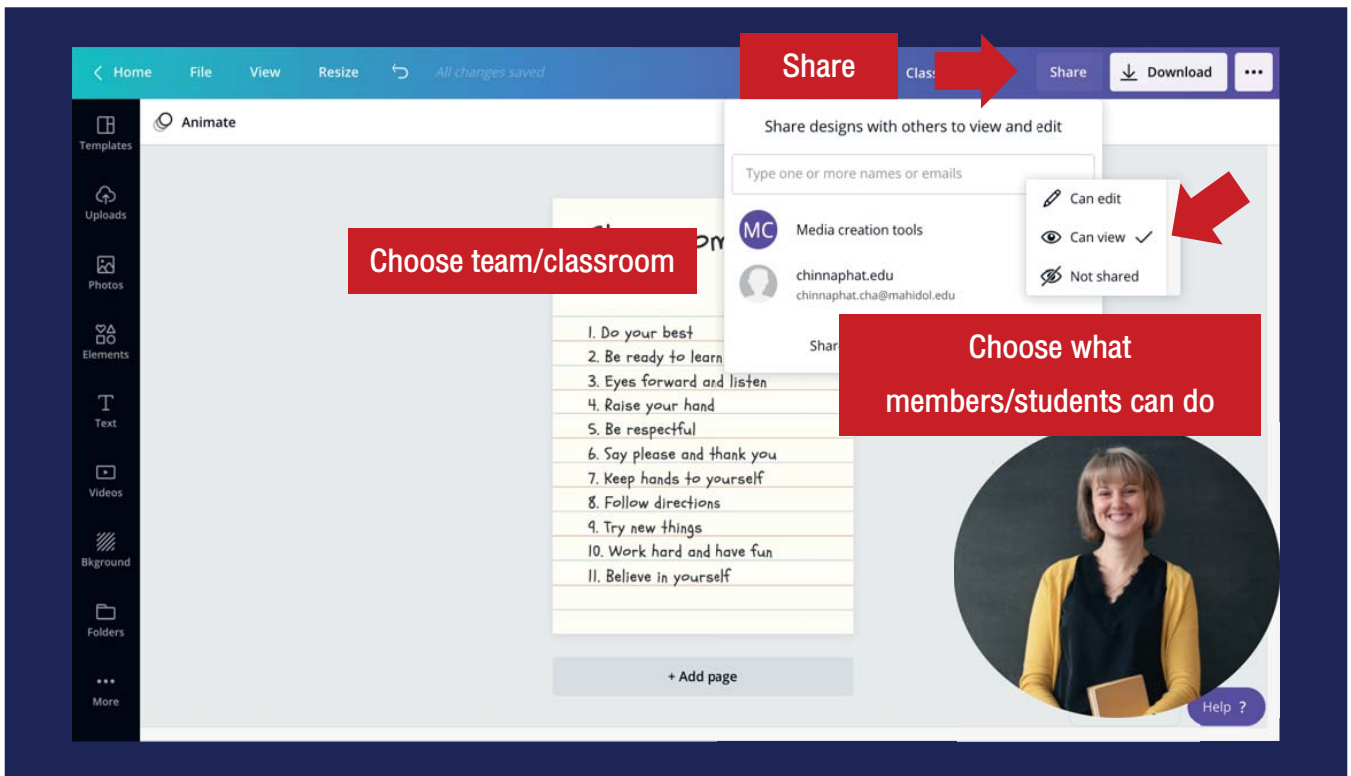 Home File View Resize All changes saved
Share
Share Download
Animate
Templates
Uploads
Photos
Elements
Text
Videos
Bkground
Folders
More
Share designs with others to view and edit
Type one or more names or emails
MC Media creation tools
chinnaphat.edu
chinnaphat.cha@mahidol.edu
Can edit
Can view
Not shared
Choose team/classroom
Choose what
members/students can do
1. Do your best
2. Be ready to learn
3. Eyes forward and listen
4. Raise your hand
5. Be respectful
6. Say please and thank you
7. Keep hands to yourself
8. Follow directions
9. Try new things
10. Work hard and have fun
11. Believe in yourself
+ Add page
Help ?